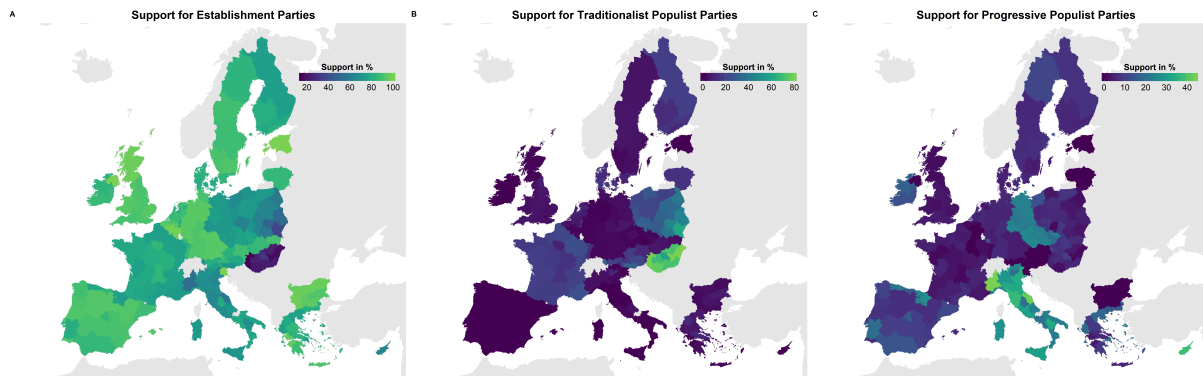 A Support for Establishment Parties
Support in %
20 40 60 80 100
B Support for Traditionalist Populist Parties
Support in %
0 20 40 60 80
C Support for Progressive Populist Parties
Support in %
0 10 20 30 40